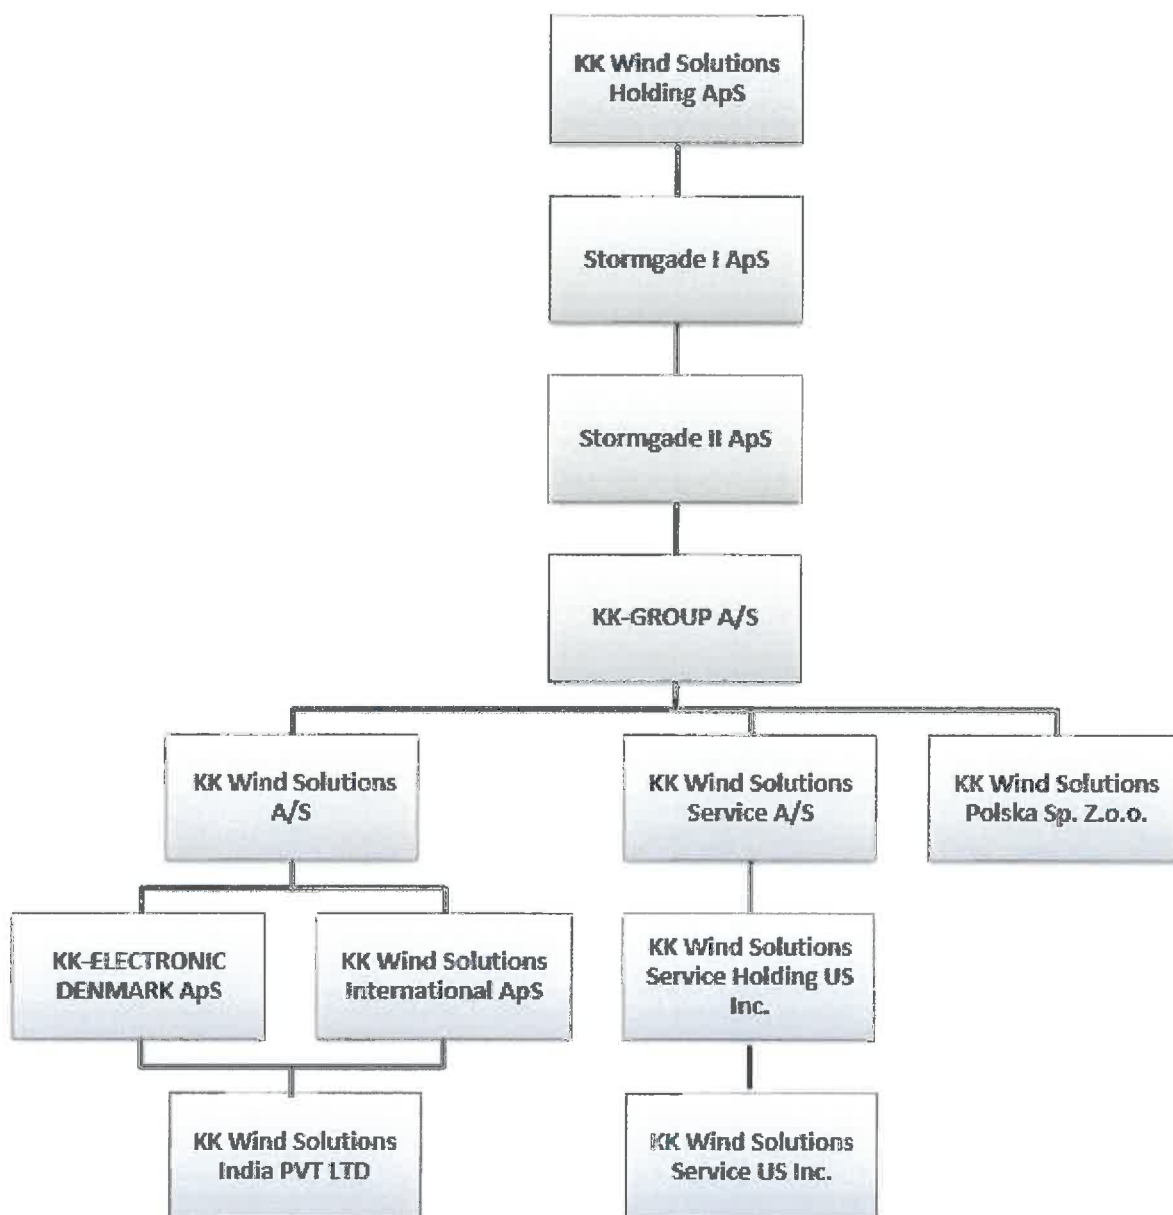 KK Wind Solutions
Holding ApS
Stormgade I ApS
Stormgade II ApS
KK-GROUP A/S
KK Wind Solutions
A/S
KK Wind Solutions
Service A/S
KK Wind Solutions
Polska Sp. Z.o.o.
KK-ELECTRONIC
DENMARK ApS
KK Wind Solutions
International ApS
KK Wind Solutions
Service Holding US
Inc.
KK Wind Solutions
India PVT LTD
KK Wind Solutions
Service US Inc.